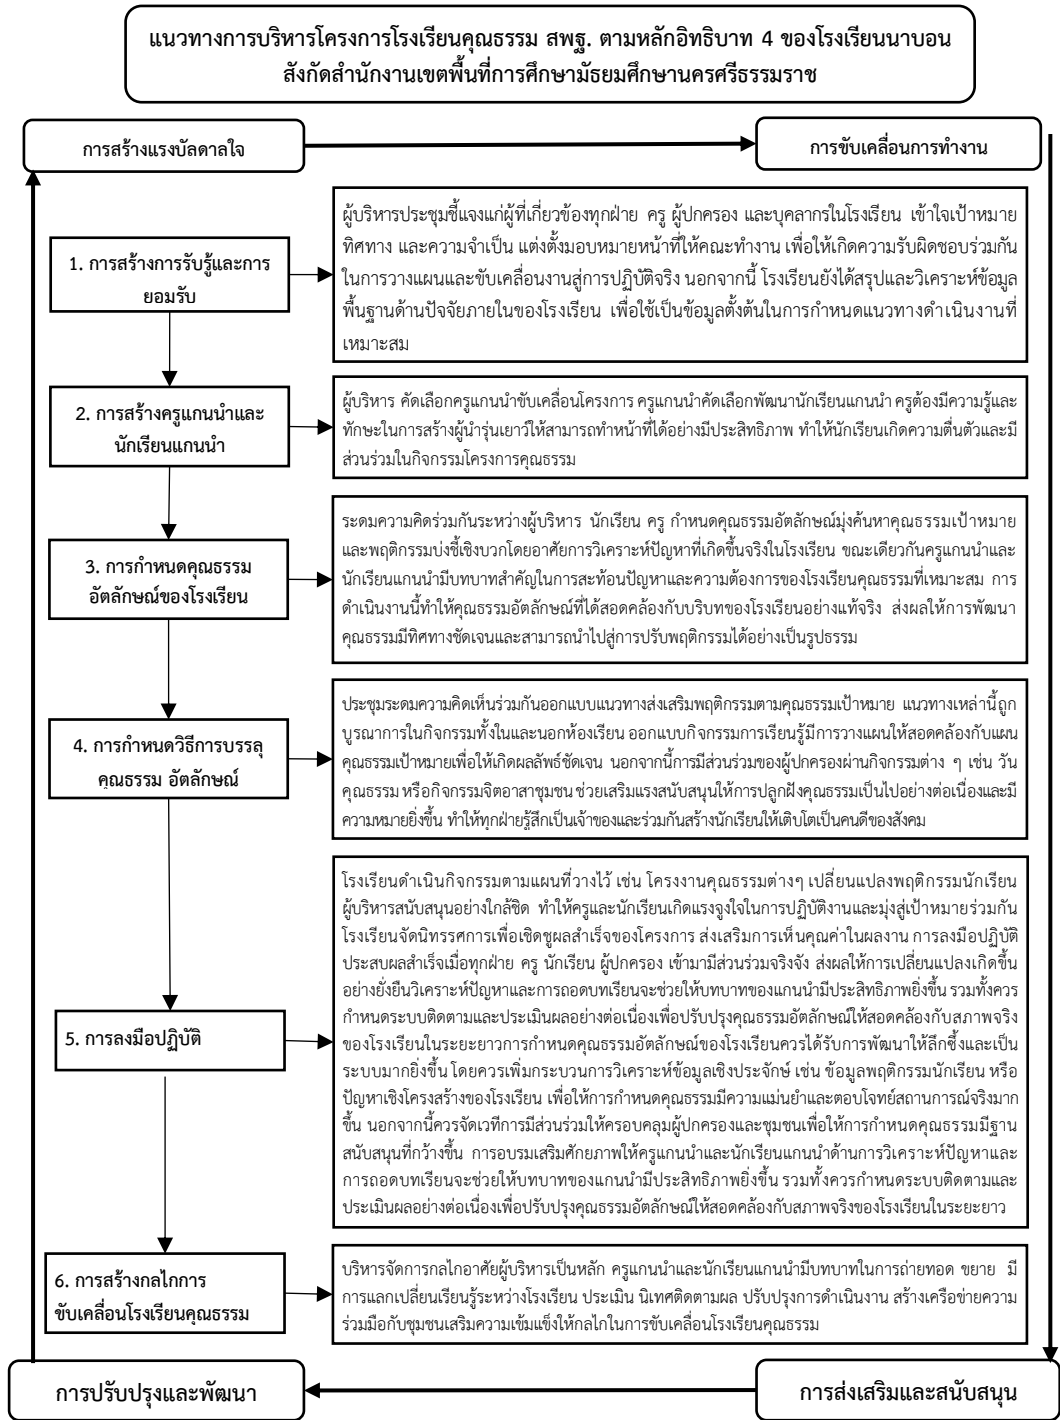 แนวทางการบริหารโครงการโรงเรียนคุณธรรม สพฐ. ตามหลักอิทธิบาท 4 ของโรงเรียนนาบอน
สังกัดสำนักงานเขตพื้นที่การศึกษามัธยมศึกษานครศรีธรรมราช
การสร้างแรงบัลดาลใจ
การขับเคลื่อนการทำงาน
1. การสร้างการรับรู้และการ
ยอมรับ
ผู้บริหารประชุมชี้แจงแก่ผู้ที่เกี่ยวข้องทุกฝ่าย ครู ผู้ปกครอง และบุคลากรในโรงเรียน เข้าใจเป้าหมาย
ทิศทาง และความจำเป็น แต่งตั้งมอบหมายหน้าที่ให้คณะทำงาน เพื่อให้เกิดความรับผิดชอบร่วมกัน
ในการวางแผนและขับเคลื่อนงานสู่การปฏิบัติจริง นอกจากนี้ โรงเรียนยังได้สรุปและวิเคราะห์ข้อมูล
พื้นฐานด้านปัจจัยภายในของโรงเรียน เพื่อใช้เป็นข้อมูลตั้งต้นในการกำหนดแนวทางดำเนินงานที่
เหมาะสม
2. การสร้างครูแกนนำและ
นักเรียนแกนนำ
ผู้บริหาร คัดเลือกครูแกนนำขับเคลื่อนโครงการ ครูแกนนำคัดเลือกพัฒนานักเรียนแกนนำ ครูต้องมีความรู้และ
ทักษะในการสร้างผู้นำรุ่นเยาว์ให้สามารถทำหน้าที่ได้อย่างมีประสิทธิภาพ ทำให้นักเรียนเกิดความตื่นตัวและมี
ส่วนร่วมในกิจกรรมโครงการคุณธรรม
3. การกำหนดคุณธรรม
อัตลักษณ์ของโรงเรียน
ระดมความคิดร่วมกันระหว่างผู้บริหาร นักเรียน ครู กำหนดคุณธรรมอัตลักษณ์มุ่งค้นหาคุณธรรมเป้าหมาย
และพฤติกรรมบ่งชี้เชิงบวกโดยอาศัยการวิเคราะห์ปัญหาที่เกิดขึ้นจริงในโรงเรียน ขณะเดียวกันครูแกนนำและ
นักเรียนแกนนำมีบทบาทสำคัญในการสะท้อนปัญหาและความต้องการของโรงเรียนคุณธรรมที่เหมาะสม การ
ดำเนินงานนี้ทำให้คุณธรรมอัตลักษณ์ที่ได้สอดคล้องกับบริบทของโรงเรียนอย่างแท้จริง ส่งผลให้การพัฒนา
คุณธรรมมีทิศทางชัดเจนและสามารถนำไปสู่การปรับพฤติกรรมได้อย่างเป็นรูปธรรม
4. การกำหนดวิธีการบรรลุ
คุณธรรม อัตลักษณ์
ประชุมระดมความคิดเห็นร่วมกันออกแบบแนวทางส่งเสริมพฤติกรรมตามคุณธรรมเป้าหมาย แนวทางเหล่านี้ถูก
บูรณาการในกิจกรรมทั้งในและนอกห้องเรียน ออกแบบกิจกรรมการเรียนรู้มีการวางแผนให้สอดคล้องกับแผน
คุณธรรมเป้าหมายเพื่อให้เกิดผลลัพธ์ชัดเจน นอกจากนี้การมีส่วนร่วมของผู้ปกครองผ่านกิจกรรมต่าง ๆ เช่น วัน
คุณธรรม หรือกิจกรรมจิตอาสาชุมชน ช่วยเสริมแรงสนับสนุนให้การปลูกฝังคุณธรรมเป็นไปอย่างต่อเนื่องและมี
ความหมายยิ่งขึ้น ทำให้ทุกฝ่ายรู้สึกเป็นเจ้าของและร่วมกันสร้างนักเรียนให้เติบโตเป็นคนดีของสังคม
5. การลงมือปฏิบัติ
โรงเรียนดำเนินกิจกรรมตามแผนที่วางไว้ เช่น โครงงานคุณธรรมต่างๆ เปลี่ยนแปลงพฤติกรรมนักเรียน
ผู้บริหารสนับสนุนอย่างใกล้ชิด ทำให้ครูและนักเรียนเกิดแรงจูงใจในการปฏิบัติงานและมุ่งสู่เป้าหมายร่วมกัน
โรงเรียนจัดนิทรรศการเพื่อเชิดชูผลสำเร็จของโครงการ ส่งเสริมการเห็นคุณค่าในผลงาน การลงมือปฏิบัติ
ประสบผลสำเร็จเมื่อทุกฝ่าย ครู นักเรียน ผู้ปกครอง เข้ามามีส่วนร่วมจริงจัง ส่งผลให้การเปลี่ยนแปลงเกิดขึ้น
อย่างยั่งยืนวิเคราะห์ปัญหาและการถอดบทเรียนจะช่วยให้บทบาทของแกนนำมีประสิทธิภาพยิ่งขึ้น รวมทั้งควร
กำหนดระบบติดตามและประเมินผลอย่างต่อเนื่องเพื่อปรับปรุงคุณธรรมอัตลักษณ์ให้สอดคล้องกับสภาพจริง
ของโรงเรียนในระยะยาวการกำหนดคุณธรรมอัตลักษณ์ของโรงเรียนควรได้รับการพัฒนาให้ลึกซึ้งและเป็น
ระบบมากยิ่งขึ้น โดยควรเพิ่มกระบวนการวิเคราะห์ข้อมูลเชิงประจักษ์ เช่น ข้อมูลพฤติกรรมนักเรียน หรือ
ปัญหาเชิงโครงสร้างของโรงเรียน เพื่อให้การกำหนดคุณธรรมมีความแม่นยำและตอบโจทย์สถานการณ์จริงมาก
ขึ้น นอกจากนี้ควรจัดเวทีการมีส่วนร่วมให้ครอบคลุมผู้ปกครองและชุมชนเพื่อให้การกำหนดคุณธรรมมีฐาน
สนับสนุนที่กว้างขึ้น การอบรมเสริมศักยภาพให้ครูแกนนำและนักเรียนแกนนำด้านการวิเคราะห์ปัญหาและ
การถอดบทเรียนจะช่วยให้บทบาทของแกนนำมีประสิทธิภาพยิ่งขึ้น รวมทั้งควรกำหนดระบบติดตามและ
ประเมินผลอย่างต่อเนื่องเพื่อปรับปรุงคุณธรรมอัตลักษณ์ให้สอดคล้องกับสภาพจริงของโรงเรียนในระยะยาว
6. การสร้างกลไกการ
ขับเคลื่อนโรงเรียนคุณธรรม
บริหารจัดการกลไกอาศัยผู้บริหารเป็นหลัก ครูแกนนำและนักเรียนแกนนำมีบทบาทในการถ่ายทอด ขยาย มี
การแลกเปลี่ยนเรียนรู้ระหว่างโรงเรียน ประเมิน นิเทศติดตามผล ปรับปรุงการดำเนินงาน สร้างเครือข่ายความ
ร่วมมือกับชุมชนเสริมความเข้มแข็งให้กลไกในการขับเคลื่อนโรงเรียนคุณธรรม
การปรับปรุงและพัฒนา
การส่งเสริมและสนับสนุน